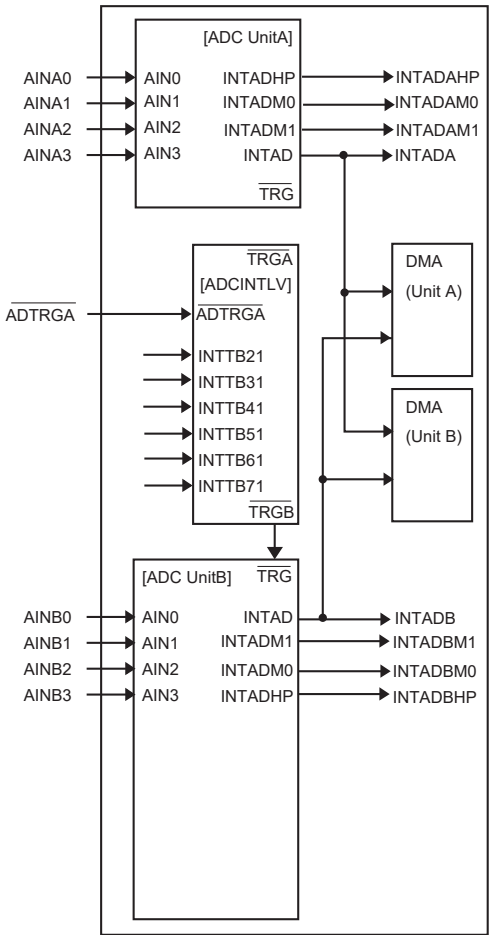 [ADC UnitA]
AINA0 AIN0 INTADHP INTADAHP
AINA1 AIN1 INTADM0 INTADAM0
AINA2 AIN2 INTADM1 INTADAM1
AINA3 AIN3 INTAD INTADA
TRG
TRGA
[ADCINTLV]
ADTRGA ADTRGA
INTTB21
INTTB31
INTTB41
INTTB51
INTTB61
INTTB71
TRGB
DMA
(Unit A)
DMA
(Unit B)
[ADC UnitB] TRG
AINB0 AIN0 INTAD INTADB
AINB1 AIN1 INTADM1 INTADBM1
AINB2 AIN2 INTADM0 INTADBM0
AINB3 AIN3 INTADHP INTADBHP